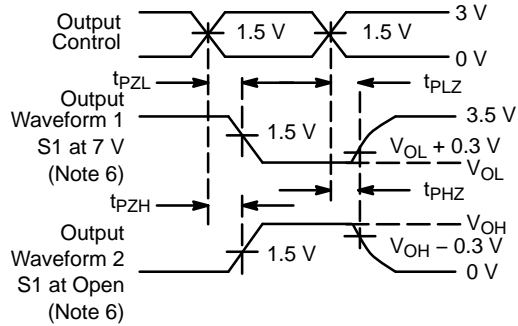 Output
Control
1.5 V
1.5 V
3 V
0 V
tPZL
tPLZ
Output
Waveform 1
S1 at 7 V
(Note 6)
1.5 V
3.5 V
VOL + 0.3 V
VOL
tPZH
tPHZ
Output
Waveform 2
S1 at Open
(Note 6)
1.5 V
VOH
VOH – 0.3 V
0 V